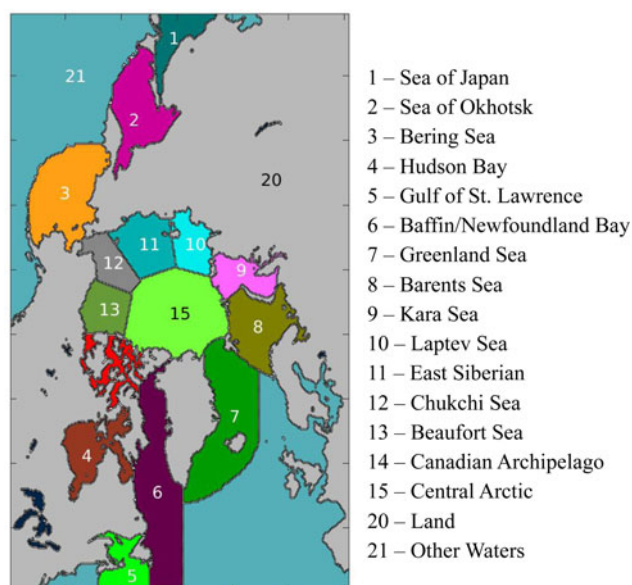 1
21
2
3
20
11
10
12
9
13
15
8
7
4
6
5
1 – Sea of Japan
2 – Sea of Okhotsk
3 – Bering Sea
4 – Hudson Bay
5 – Gulf of St. Lawrence
6 – Baffin/Newfoundland Bay
7 – Greenland Sea
8 – Barents Sea
9 – Kara Sea
10 – Laptev Sea
11 – East Siberian
12 – Chukchi Sea
13 – Beaufort Sea
14 – Canadian Archipelago
15 – Central Arctic
20 – Land
21 – Other Waters